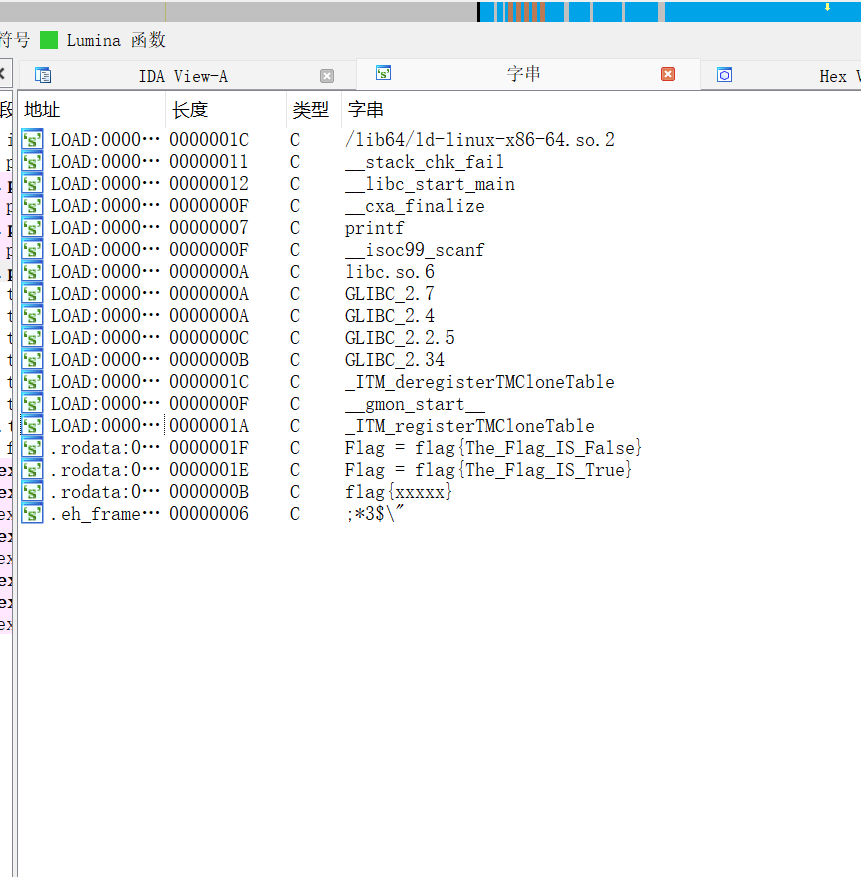 符号 Lumina 函数
IDA View-A 字串 Hex V
地址 长度 类型 字串
LOAD:0000… 0000001C C /lib64/ld-linux-x86-64.so.2
LOAD:0000… 00000011 C __stack_chk_fail
LOAD:0000… 00000012 C __libc_start_main
LOAD:0000… 0000000F C __cxa_finalize
LOAD:0000… 00000007 C printf
LOAD:0000… 0000000F C __isoc99_scanf
LOAD:0000… 0000000A C libc.so.6
LOAD:0000… 0000000A C GLIBC_2.7
LOAD:0000… 0000000A C GLIBC_2.4
LOAD:0000… 0000000C C GLIBC_2.2.5
LOAD:0000… 0000000B C GLIBC_2.34
LOAD:0000… 0000001C C _ITM_deregisterTMCloneTable
LOAD:0000… 0000000F C __gmon_start__
LOAD:0000… 0000001A C _ITM_registerTMCloneTable
.rodata:0… 0000001F C Flag = flag{The_Flag_IS_False}
.rodata:0… 0000001E C Flag = flag{The_Flag_IS_True}
.rodata:0… 0000000B C flag{xxxxx}
.eh_frame… 00000006 C ;*3$\"